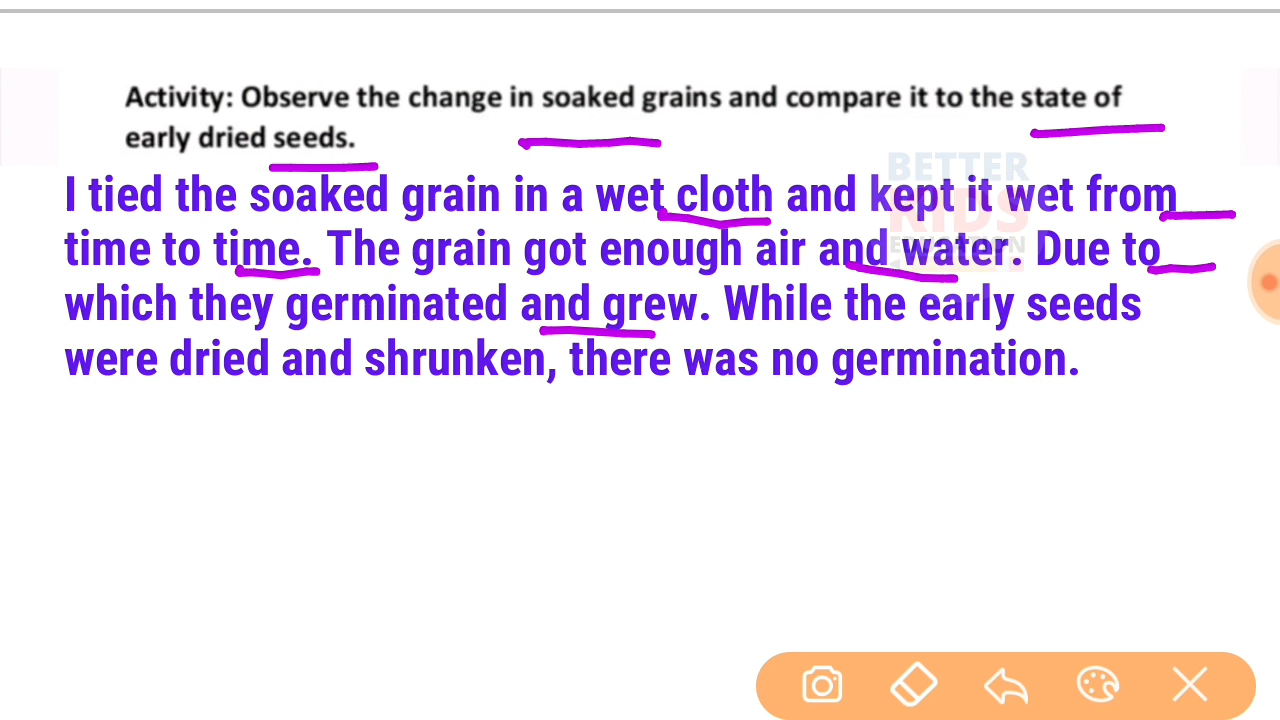 Activity: Observe the change in soaked grains and compare it to the state of
early dried seeds.
I tied the soaked grain in a wet cloth and kept it wet from
time to time. The grain got enough air and water. Due to
which they germinated and grew. While the early seeds
were dried and shrunken, there was no germination.
BETTER
KIDS
EDUCATION